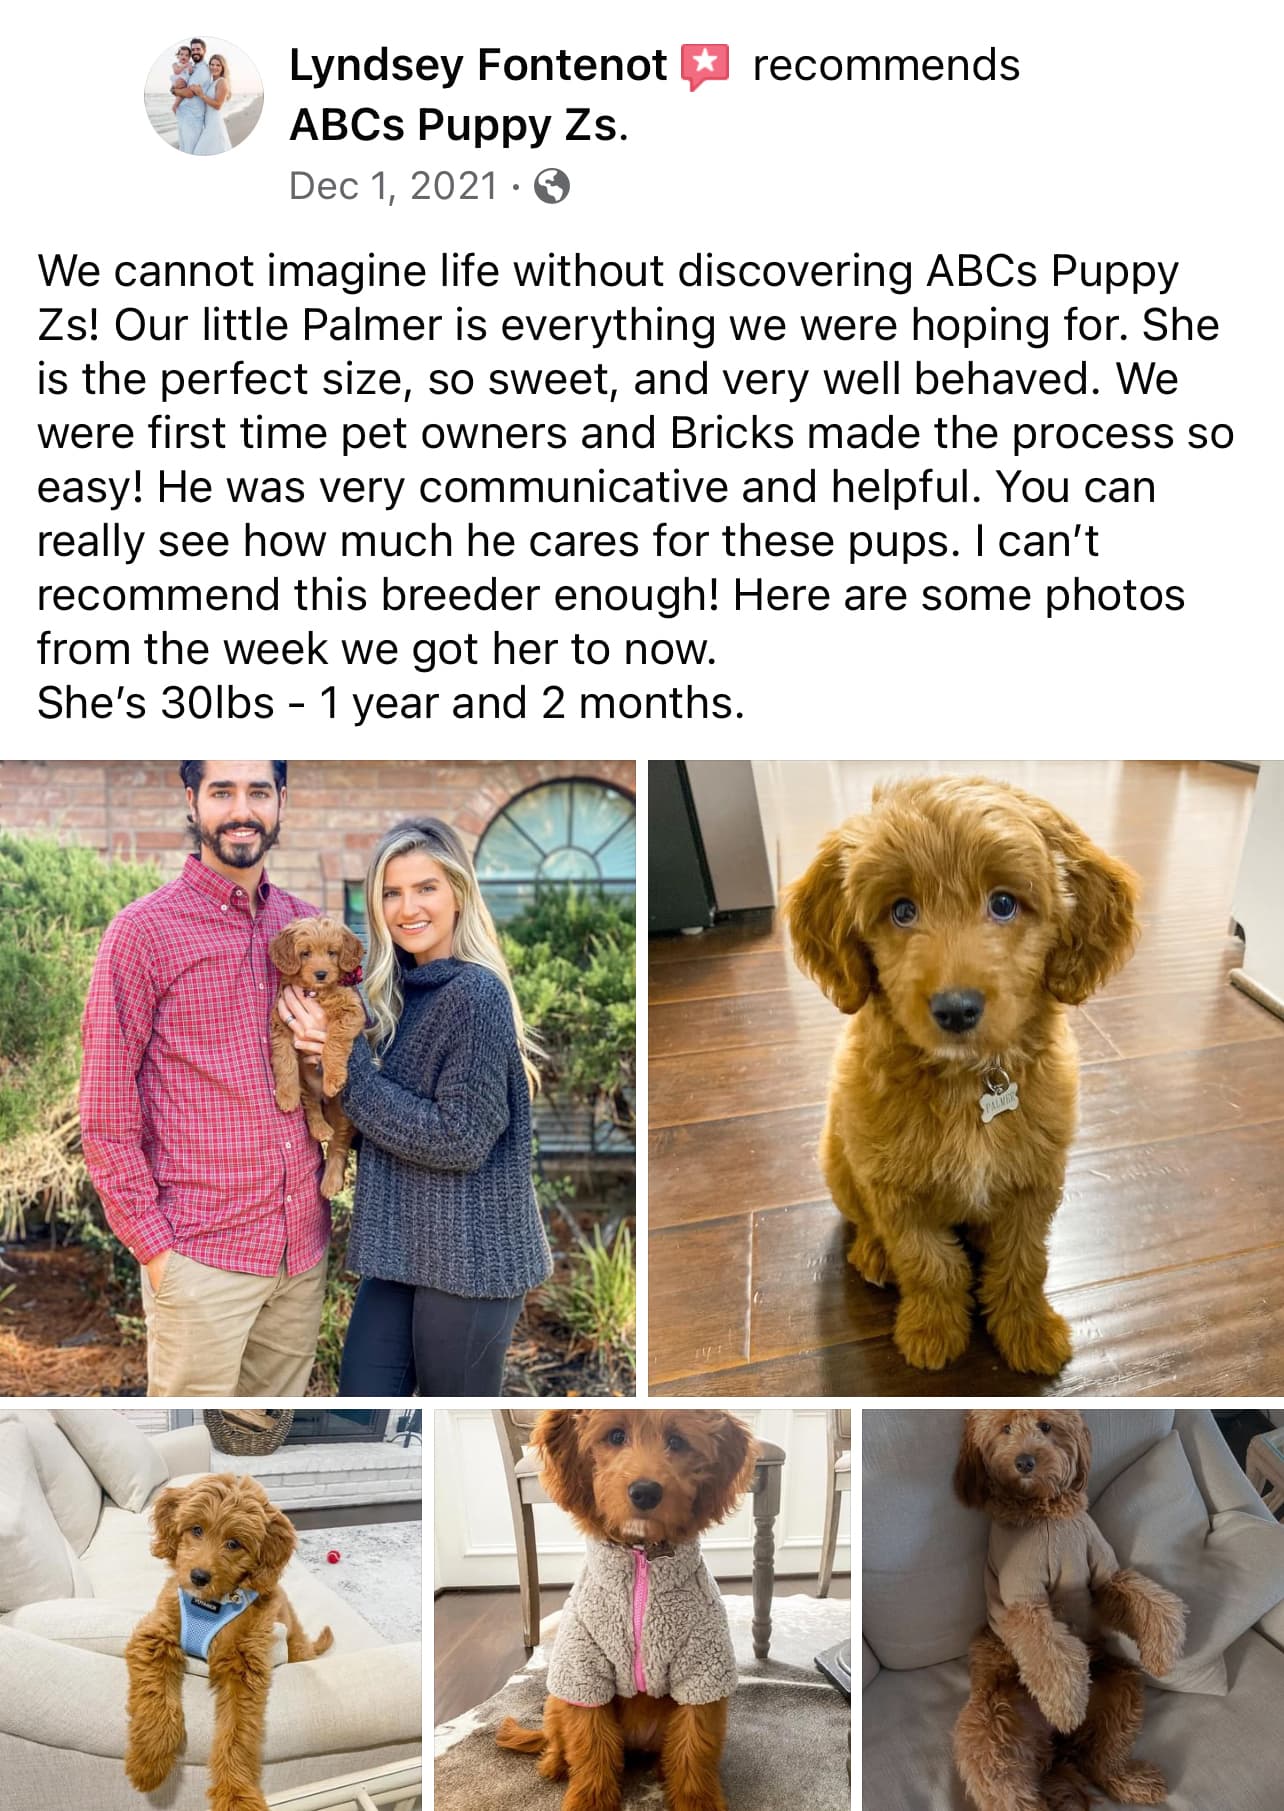 Lyndsey Fontenot recommends
ABCs Puppy Zs.
Dec 1, 2021 ·
We cannot imagine life without discovering ABCs Puppy
Zs! Our little Palmer is everything we were hoping for. She
is the perfect size, so sweet, and very well behaved. We
were first time pet owners and Bricks made the process so
easy! He was very communicative and helpful. You can
really see how much he cares for these pups. I can’t
recommend this breeder enough! Here are some photos
from the week we got her to now.
She’s 30lbs - 1 year and 2 months.
PALMER
VOYAGER